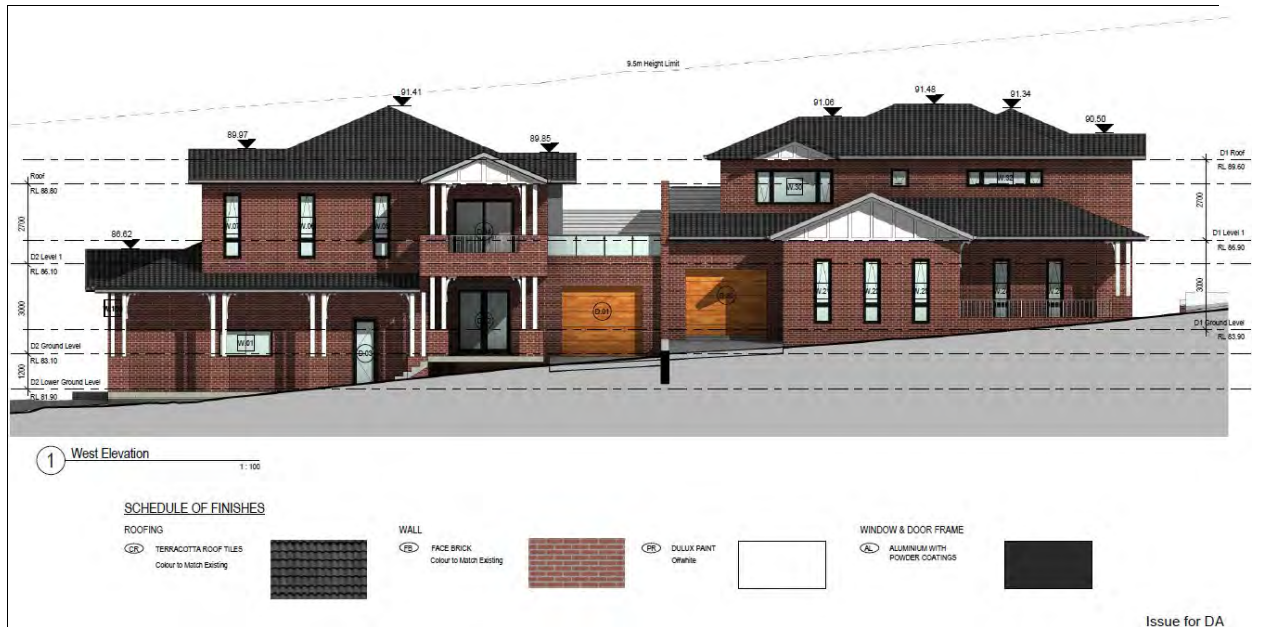 9.5m Height Limit
91.41
91.48
91.34
91.06
90.50
89.97
89.85
Roof
RL 88.80
D1 Roof
RL 89.60
2700
2700
86.62
D2 Level 1
RL 86.10
D1 Level 1
RL 86.90
3000
3000
D2 Ground Level
RL 83.10
D1 Ground Level
RL 83.90
1200
D2 Lower Ground Level
RL 81.90
W.01
D.03
D.01
W.30
W.32
1
West Elevation
1 : 100
SCHEDULE OF FINISHES
ROOFING
CR
TERRACOTTA ROOF TILES
Colour to Match Existing
WALL
FB
FACE BRICK
Colour to Match Existing
PR
DULUX PAINT
Offwhite
WINDOW & DOOR FRAME
AL
ALUMINIUM WITH
POWDER COATINGS
Issue for DA